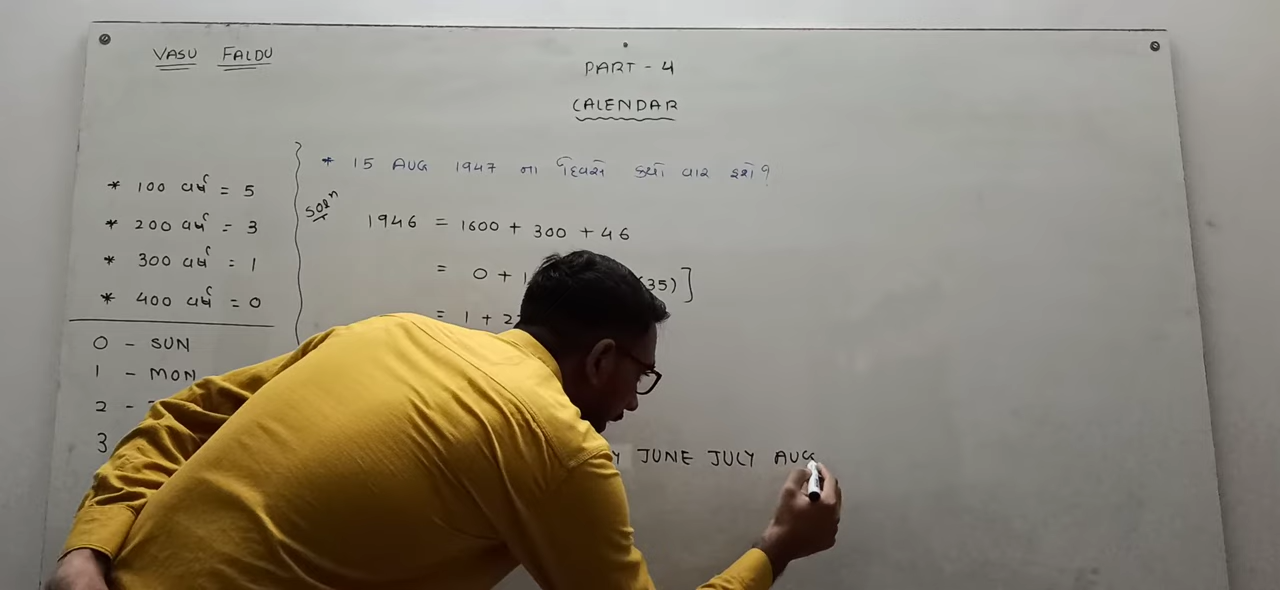 VASU FALDU
PART - 4
CALENDAR
* 100 વર્ષ = 5
* 200 વર્ષ = 3
* 300 વર્ષ = 1
* 400 વર્ષ = 0
0 - SUN
1 - MON
2 -
3
* 15 AUG 1947 ના દિવસે કયો વાર હશે?
Solⁿ
1946 = 1600 + 300 + 46
= 0 + 1 35)]
= 1 + 2
JUNE JULY AUG